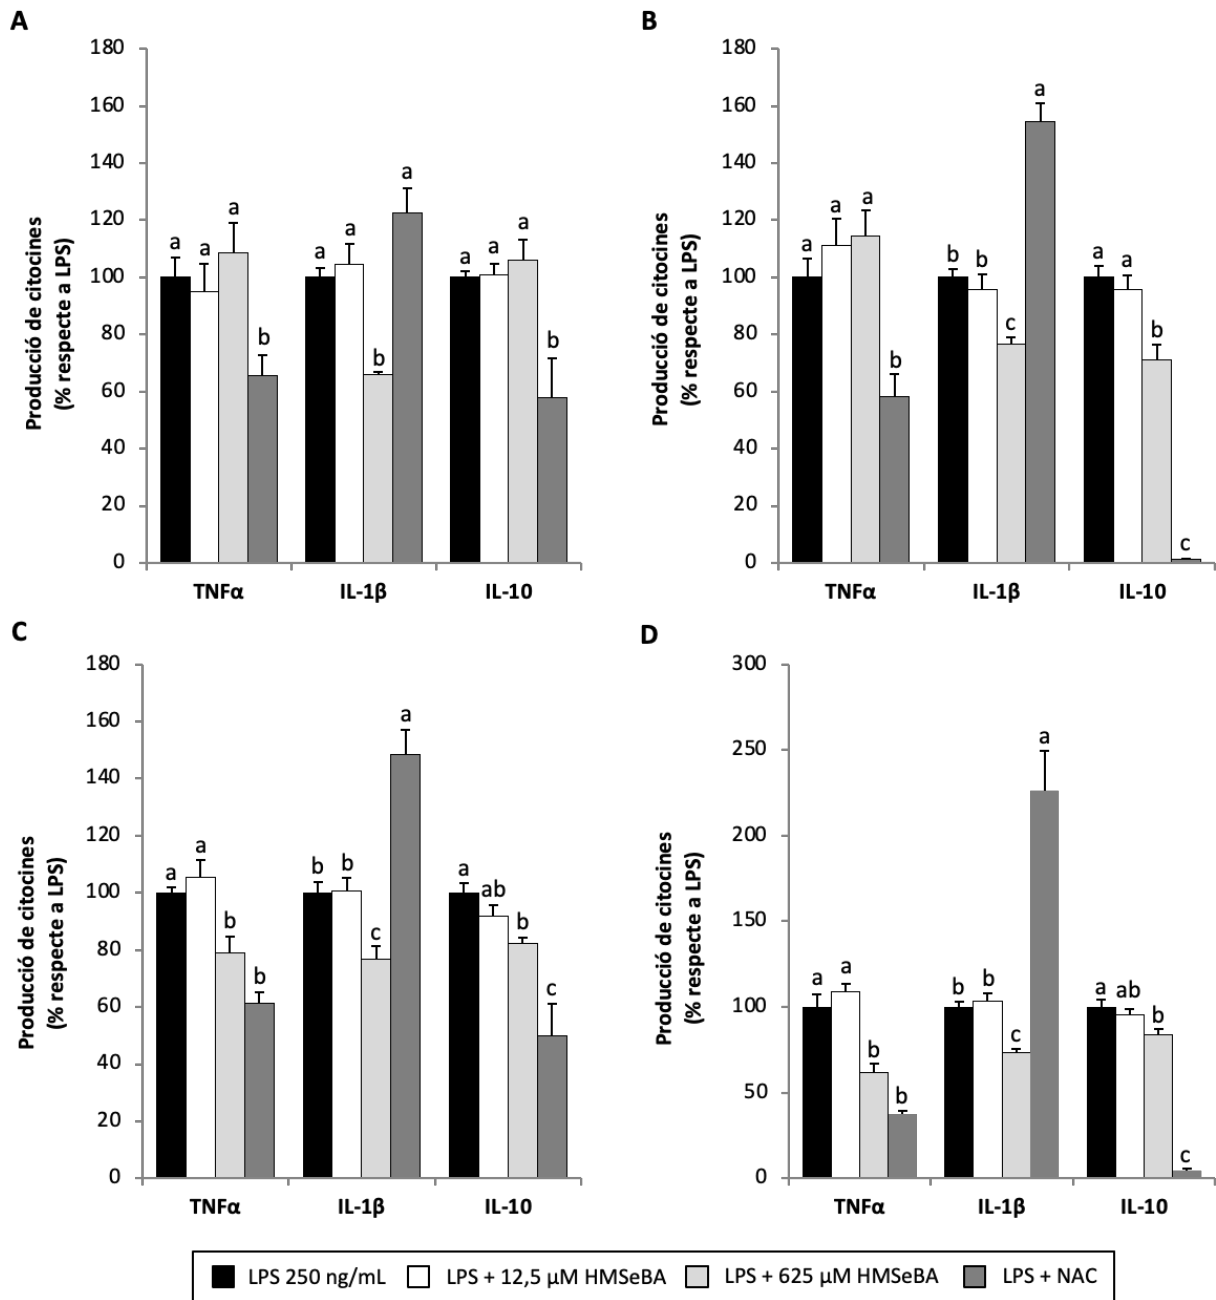 A
Producció de citocines
(% respecte a LPS)
180
160
140
120
100
80
60
40
20
0
a
a
a
b
a
a
b
a
a
a
a
b
TNFα
IL-1β
IL-10
B
Producció de citocines
(% respecte a LPS)
180
160
140
120
100
80
60
40
20
0
a
a
a
b
b
b
c
a
a
a
b
c
TNFα
IL-1β
IL-10
C
Producció de citocines
(% respecte a LPS)
180
160
140
120
100
80
60
40
20
0
a
a
b
b
b
b
c
a
a
ab
b
c
TNFα
IL-1β
IL-10
D
Producció de citocines
(% respecte a LPS)
300
250
200
150
100
50
0
a
a
b
b
b
b
c
a
a
ab
b
c
TNFα
IL-1β
IL-10
LPS 250 ng/mL LPS + 12,5 µM HMSeBA LPS + 625 µM HMSeBA LPS + NAC